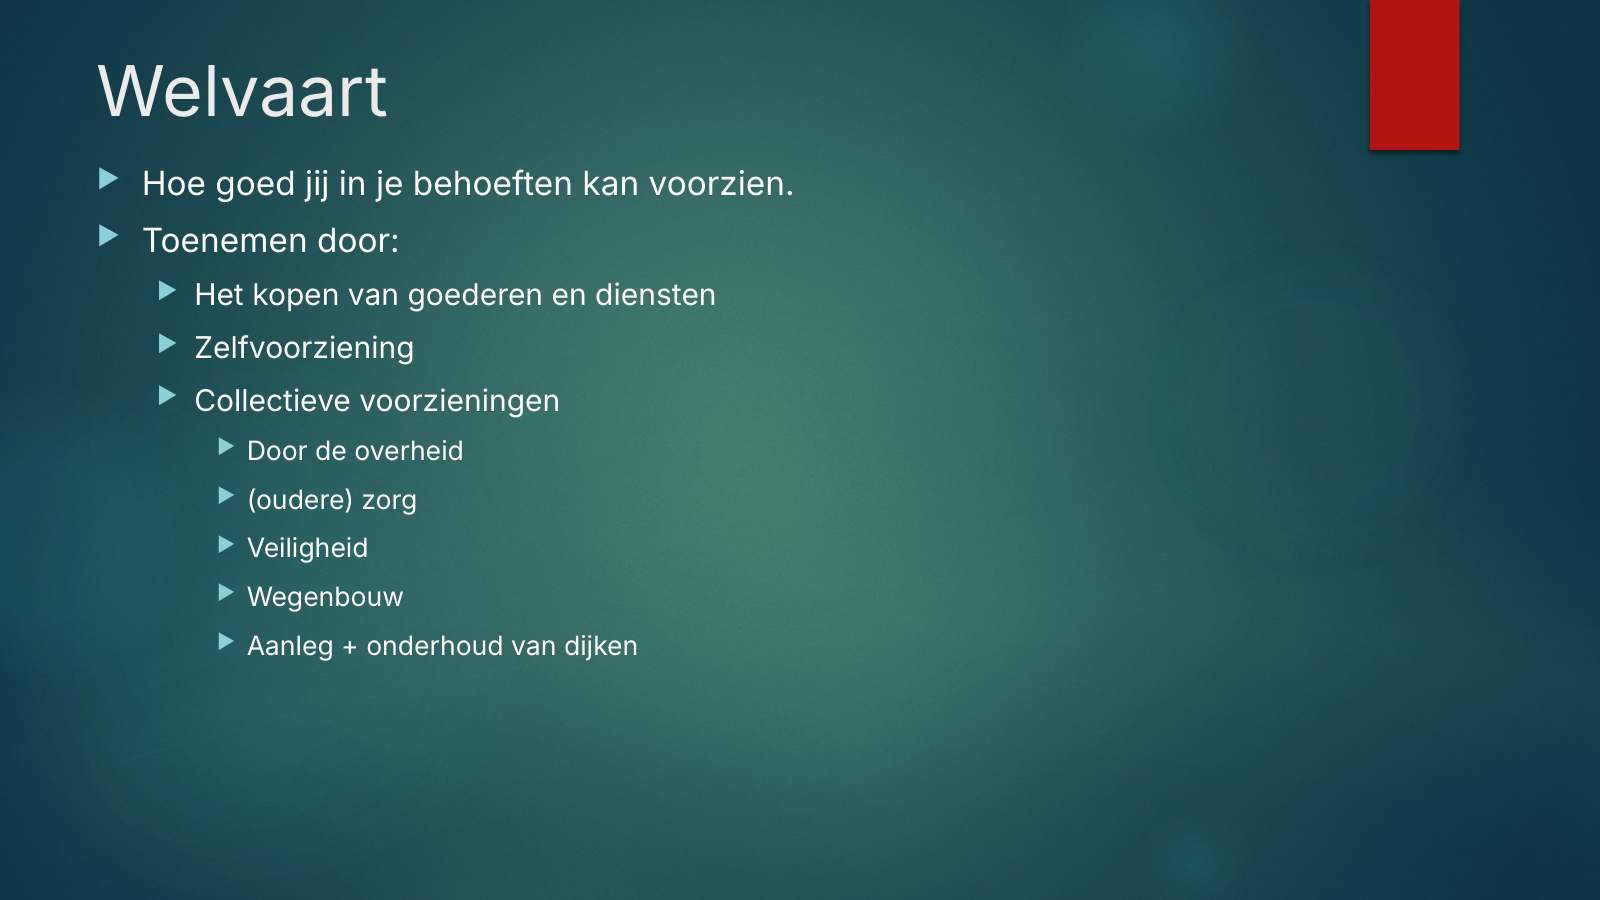 Welvaart
Hoe goed jij in je behoeften kan voorzien.
Toenemen door:
Het kopen van goederen en diensten
Zelfvoorziening
Collectieve voorzieningen
Door de overheid
(oudere) zorg
Veiligheid
Wegenbouw
Aanleg + onderhoud van dijken